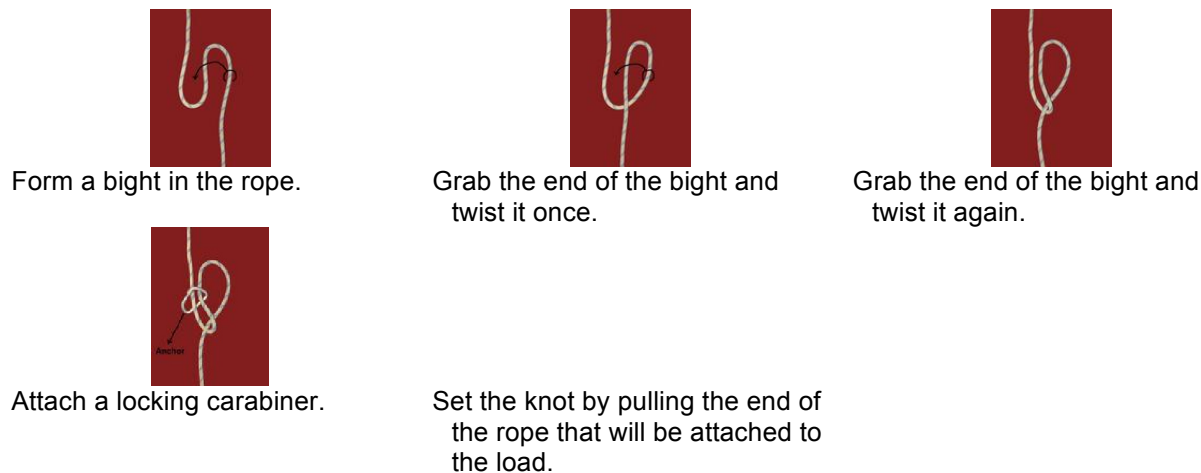 Form a bight in the rope.
Grab the end of the bight and
twist it once.
Grab the end of the bight and
twist it again.
Anchor
Attach a locking carabiner.
Set the knot by pulling the end of
the rope that will be attached to
the load.